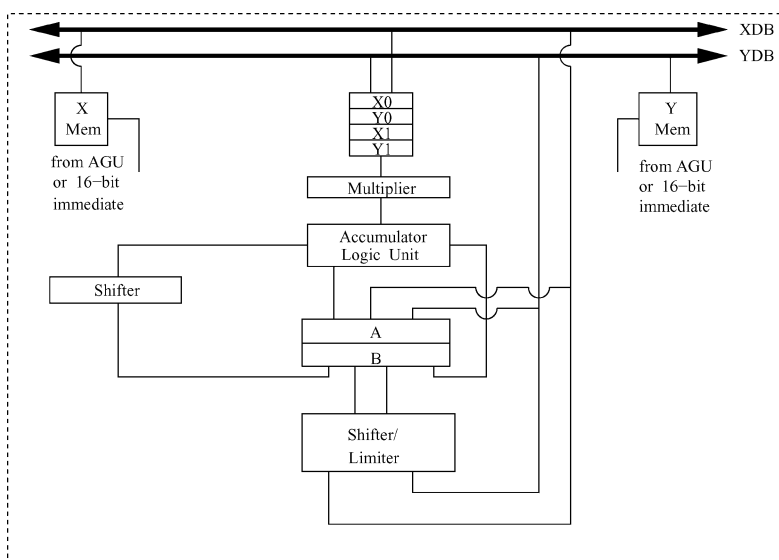 XDB
YDB
X
Mem
from AGU
or 16−bit
immediate
X0
Y0
X1
Y1
Multiplier
Accumulator
Logic Unit
Shifter
A
B
Shifter/
Limiter
Y
Mem
from AGU
or 16−bit
immediate